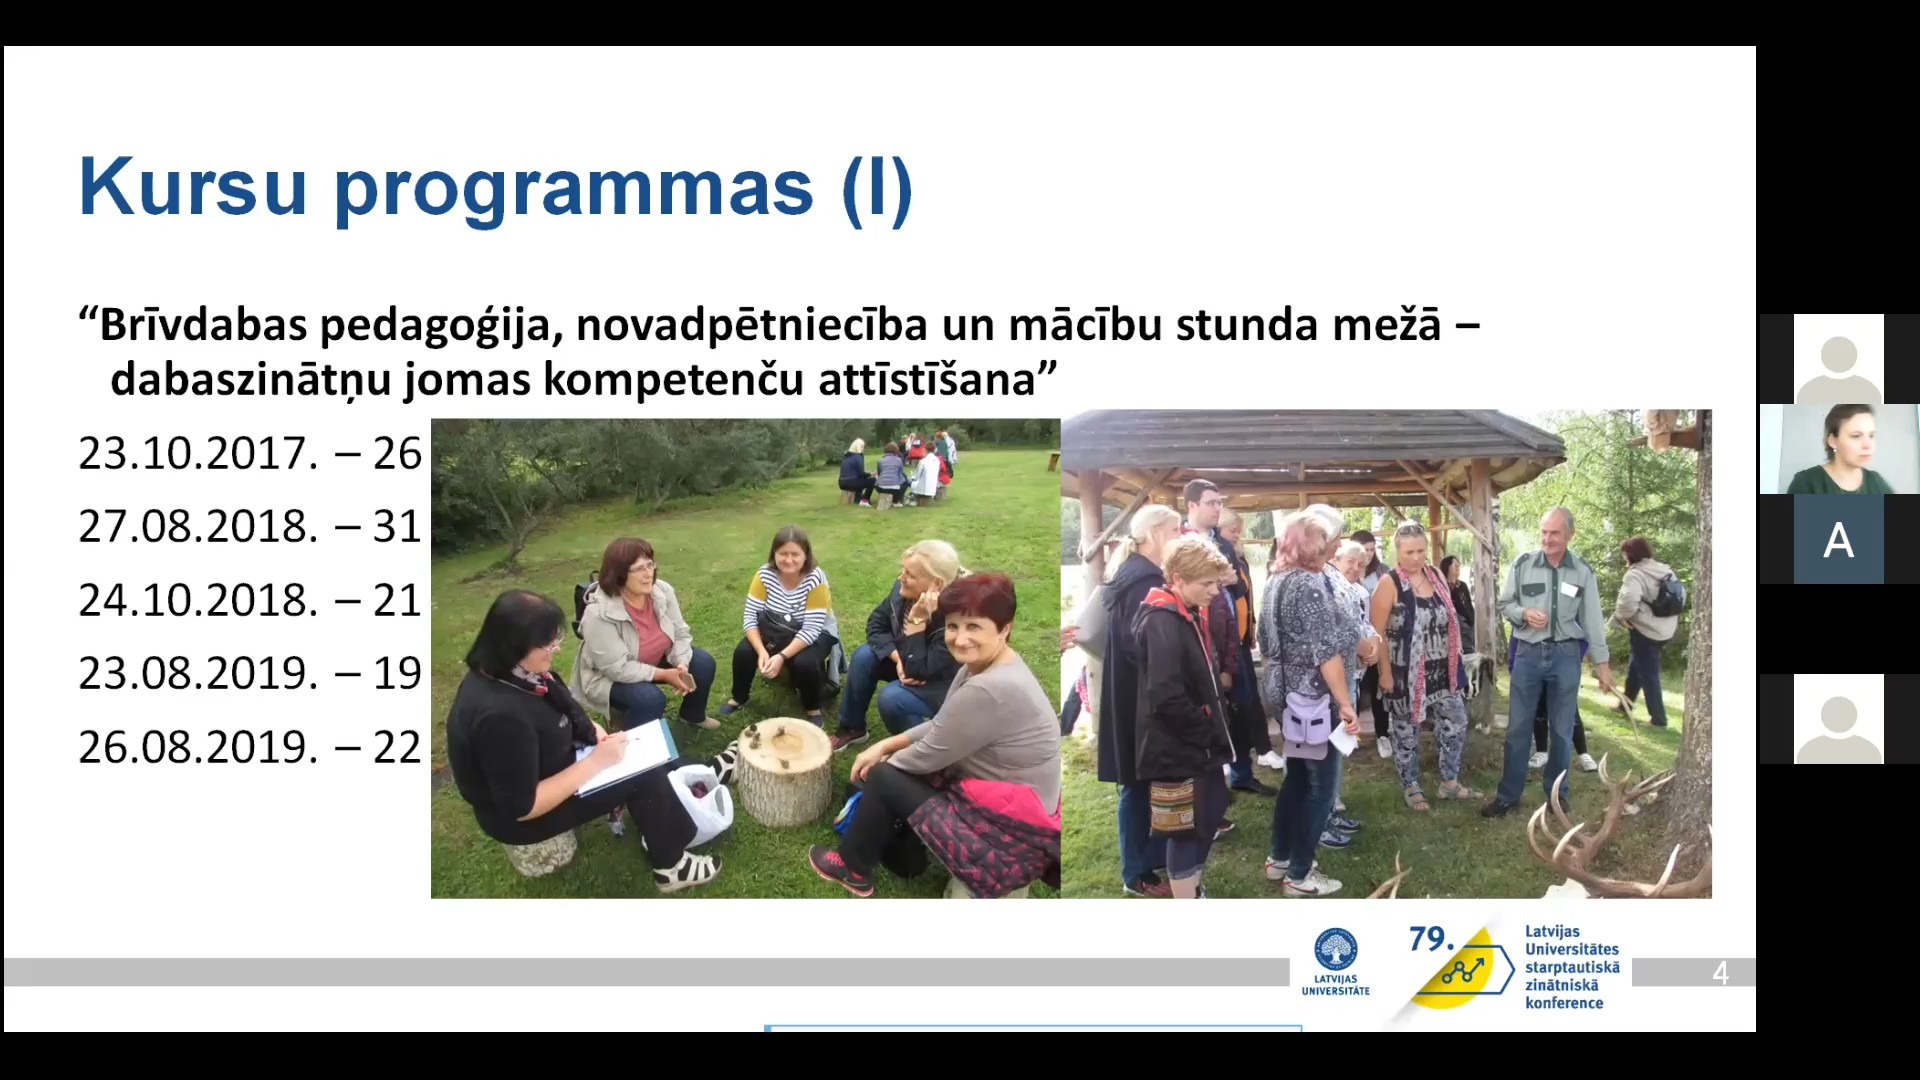 Kursu programmas (I)
“Brīvdabas pedagoģija, novadpētniecība un mācību stunda mežā –
dabaszinātņu jomas kompetenču attīstīšana”
23.10.2017. – 26
27.08.2018. – 31
24.10.2018. – 21
23.08.2019. – 19
26.08.2019. – 22
A
LATVIJAS
UNIVERSITĀTE
79.
Latvijas
Universitātes
starptautiskā
zinātniskā
konference
4